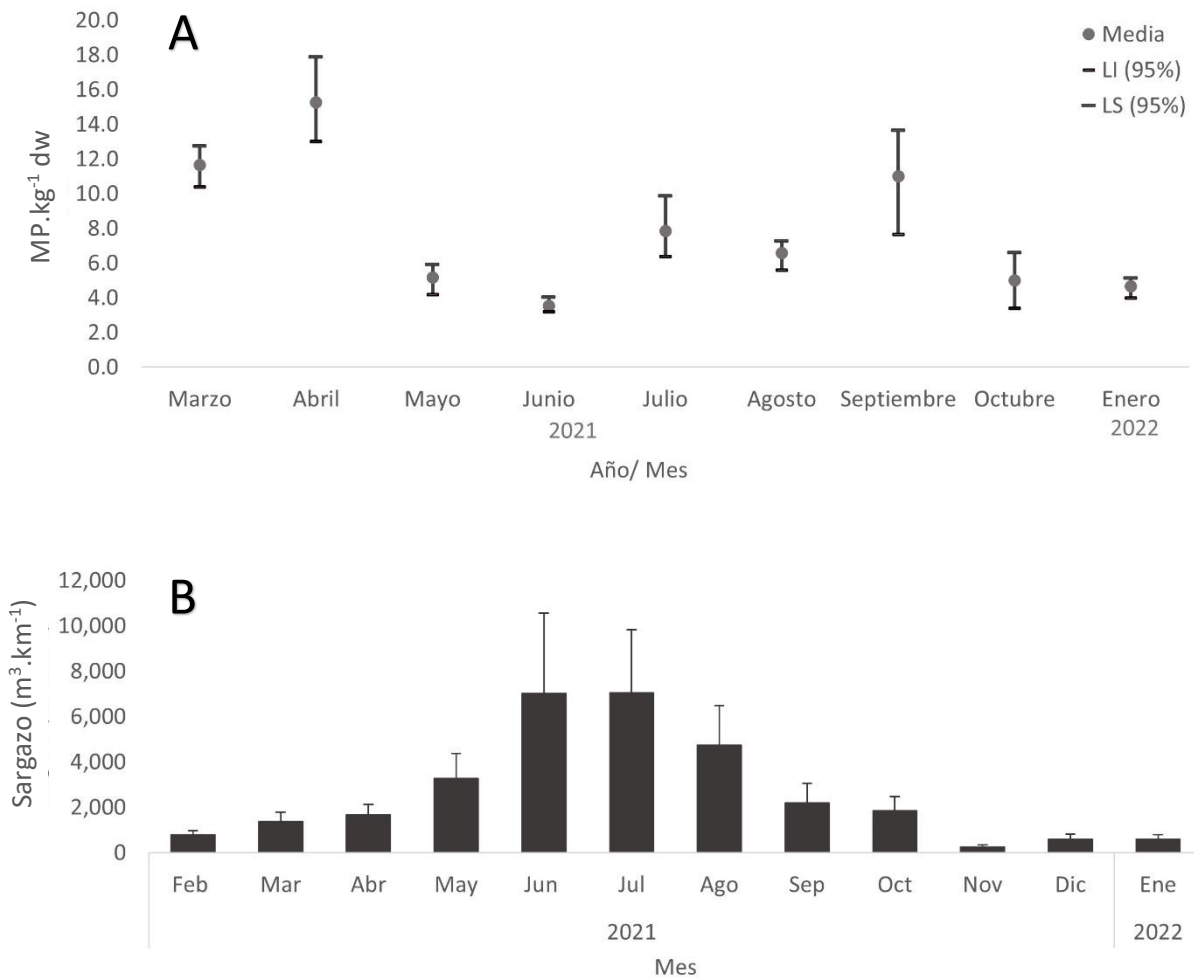 A
20.0
18.0
16.0
14.0
12.0
10.0
8.0
6.0
4.0
2.0
0.0
MP.kg⁻¹ dw
Media
LI (95%)
LS (95%)
Marzo Abril Mayo Junio Julio Agosto Septiembre Octubre Enero
2021 2022
Año/ Mes
B
12,000
10,000
8,000
6,000
4,000
2,000
0
Sargazo (m³.km⁻¹)
Feb Mar Abr May Jun Jul Ago Sep Oct Nov Dic Ene
2021 2022
Mes